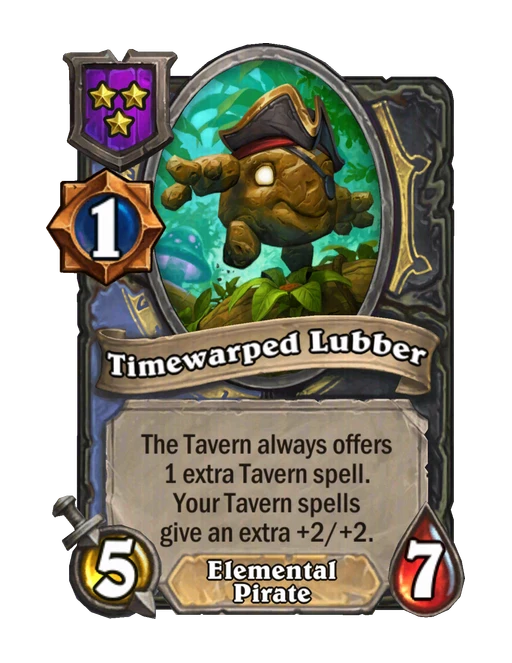 1
Timewarped Lubber
The Tavern always offers
1 extra Tavern spell.
Your Tavern spells
give an extra +2/+2.
5
Elemental
Pirate
7